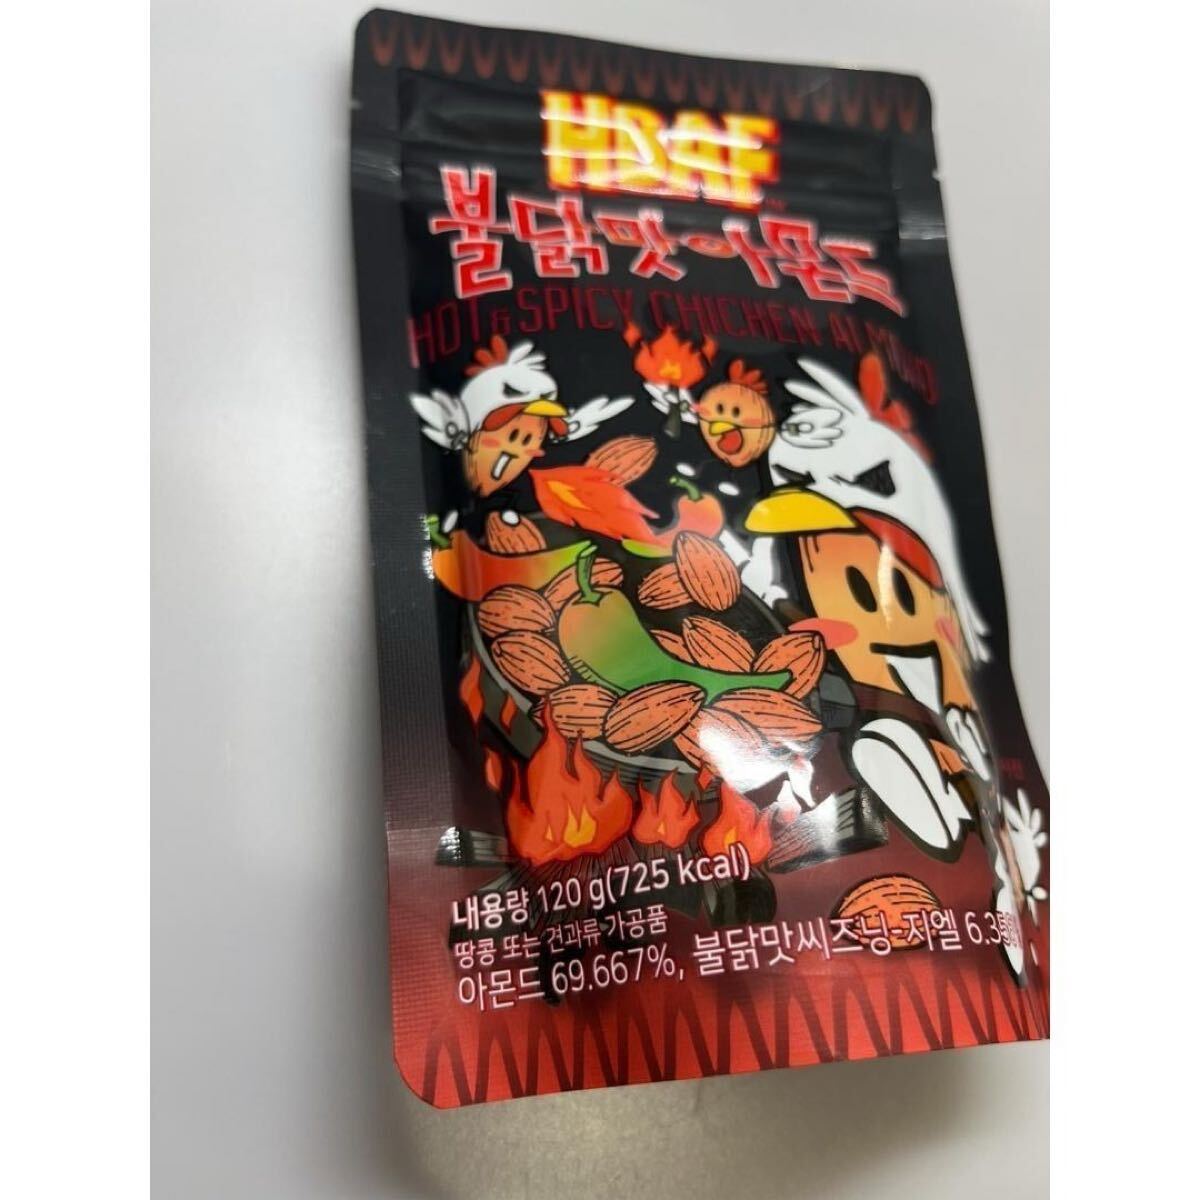 HBAF
불닭맛아몬드
HOT & SPICY CHICKEN ALMOND
내용량 120 g(725 kcal)
땅콩 또는 견과류 가공품
아몬드 69.667%, 불닭맛씨즈닝-지엘